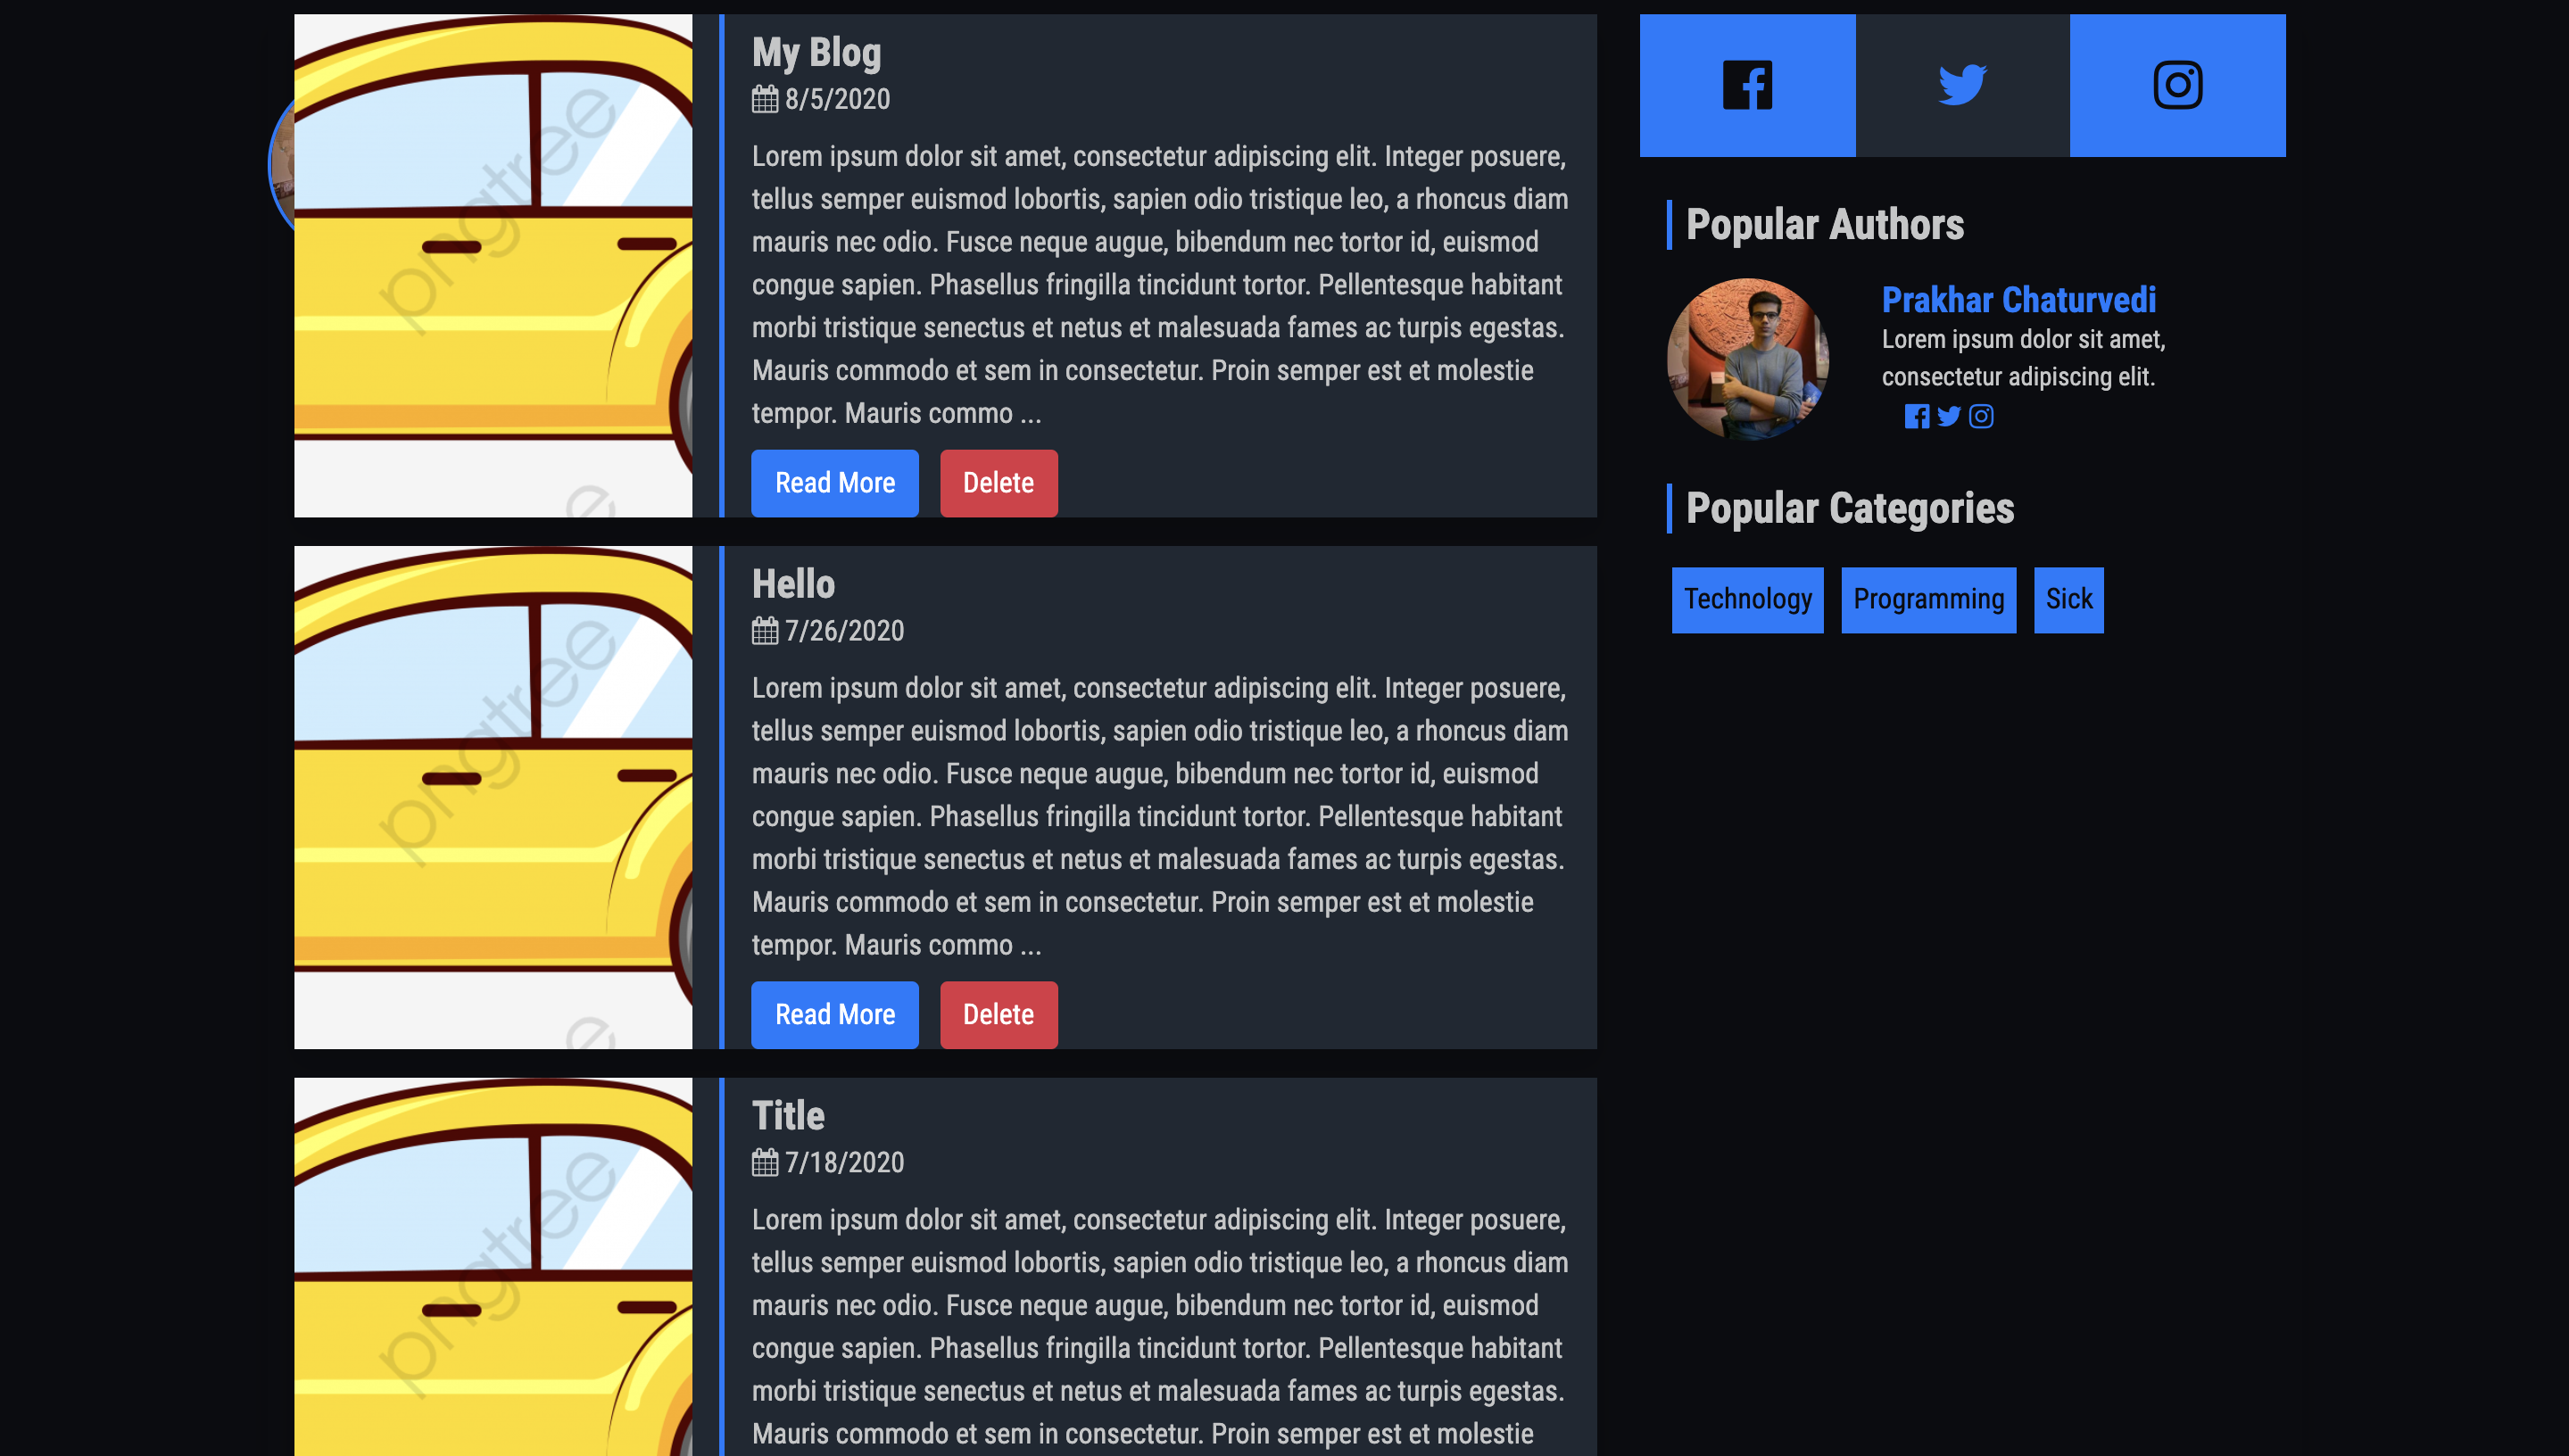 My Blog
8/5/2020
Lorem ipsum dolor sit amet, consectetur adipiscing elit. Integer posuere,
tellus semper euismod lobortis, sapien odio tristique leo, a rhoncus diam
mauris nec odio. Fusce neque augue, bibendum nec tortor id, euismod
congue sapien. Phasellus fringilla tincidunt tortor. Pellentesque habitant
morbi tristique senectus et netus et malesuada fames ac turpis egestas.
Mauris commodo et sem in consectetur. Proin semper est et molestie
tempor. Mauris commo ...
Read More Delete
pngtree
e
Hello
7/26/2020
Lorem ipsum dolor sit amet, consectetur adipiscing elit. Integer posuere,
tellus semper euismod lobortis, sapien odio tristique leo, a rhoncus diam
mauris nec odio. Fusce neque augue, bibendum nec tortor id, euismod
congue sapien. Phasellus fringilla tincidunt tortor. Pellentesque habitant
morbi tristique senectus et netus et malesuada fames ac turpis egestas.
Mauris commodo et sem in consectetur. Proin semper est et molestie
tempor. Mauris commo ...
Read More Delete
pngtree
e
Title
7/18/2020
Lorem ipsum dolor sit amet, consectetur adipiscing elit. Integer posuere,
tellus semper euismod lobortis, sapien odio tristique leo, a rhoncus diam
mauris nec odio. Fusce neque augue, bibendum nec tortor id, euismod
congue sapien. Phasellus fringilla tincidunt tortor. Pellentesque habitant
morbi tristique senectus et netus et malesuada fames ac turpis egestas.
Mauris commodo et sem in consectetur. Proin semper est et molestie
pngtree
Popular Authors
Prakhar Chaturvedi
Lorem ipsum dolor sit amet,
consectetur adipiscing elit.
Popular Categories
Technology Programming Sick